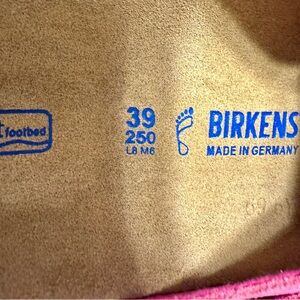 footbed
39
250
L8 M6
BIRKENS
MADE IN GERMANY